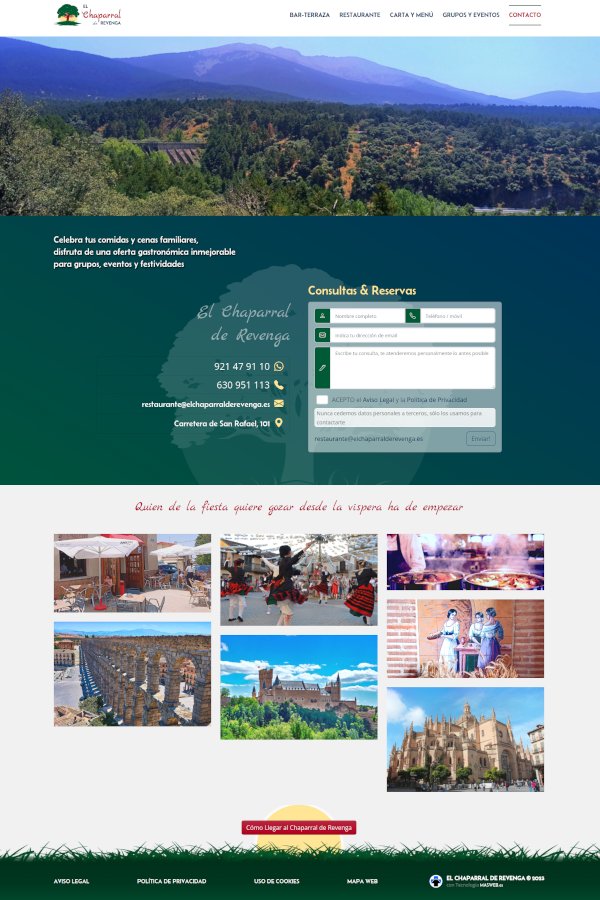 EL
Chaparral
de REVENGA
BAR-TERRAZA
RESTAURANTE
CARTA Y MENÚ
GRUPOS Y EVENTOS
CONTACTO
Celebra tus comidas y cenas familiares,
disfruta de una oferta gastronómica inmejorable
para grupos, eventos y festividades
El Chaparral
de Revenga
921 47 91 10
630 951 113
restaurante@elchaparralderevenga.es
Carretera de San Rafael, 101
Consultas & Reservas
Nombre completo
Teléfono / móvil
Indica tu dirección de email
Escribe tu consulta, te atenderemos personalmente lo antes posible
ACEPTO el Aviso Legal y la Política de Privacidad
Nunca cedemos datos personales a terceros, sólo los usamos para
contactarte
restaurante@elchaparralderevenga.es
Enviar!
Quien de la fiesta quiere gozar desde la vispera ha de empezar
Cómo Llegar al Chaparral de Revenga
AVISO LEGAL
POLÍTICA DE PRIVACIDAD
USO DE COOKIES
MAPA WEB
EL CHAPARRAL DE REVENGA © 2025
con Tecnología MASWEB.es